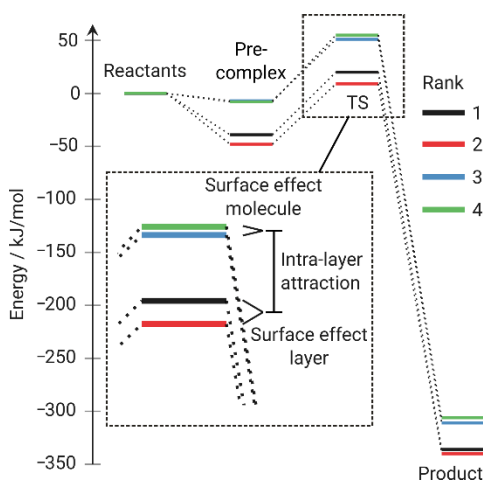 50
0
−50
−100
−150
−200
−250
−300
−350
Energy / kJ/mol
Reactants
Pre-
complex
TS
Rank
1
2
3
4
Surface effect
molecule
Intra-layer
attraction
Surface effect
layer
Product